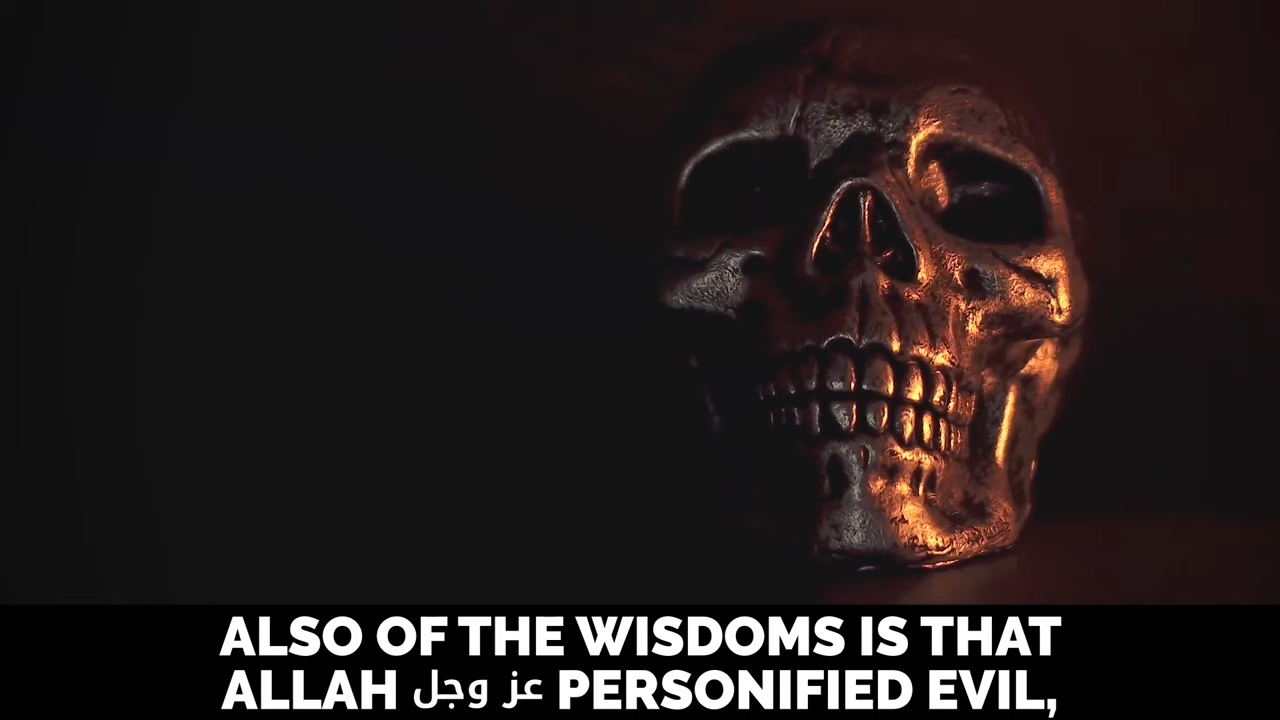 ALSO OF THE WISDOMS IS THAT
ALLAH عز وجل PERSONIFIED EVIL,